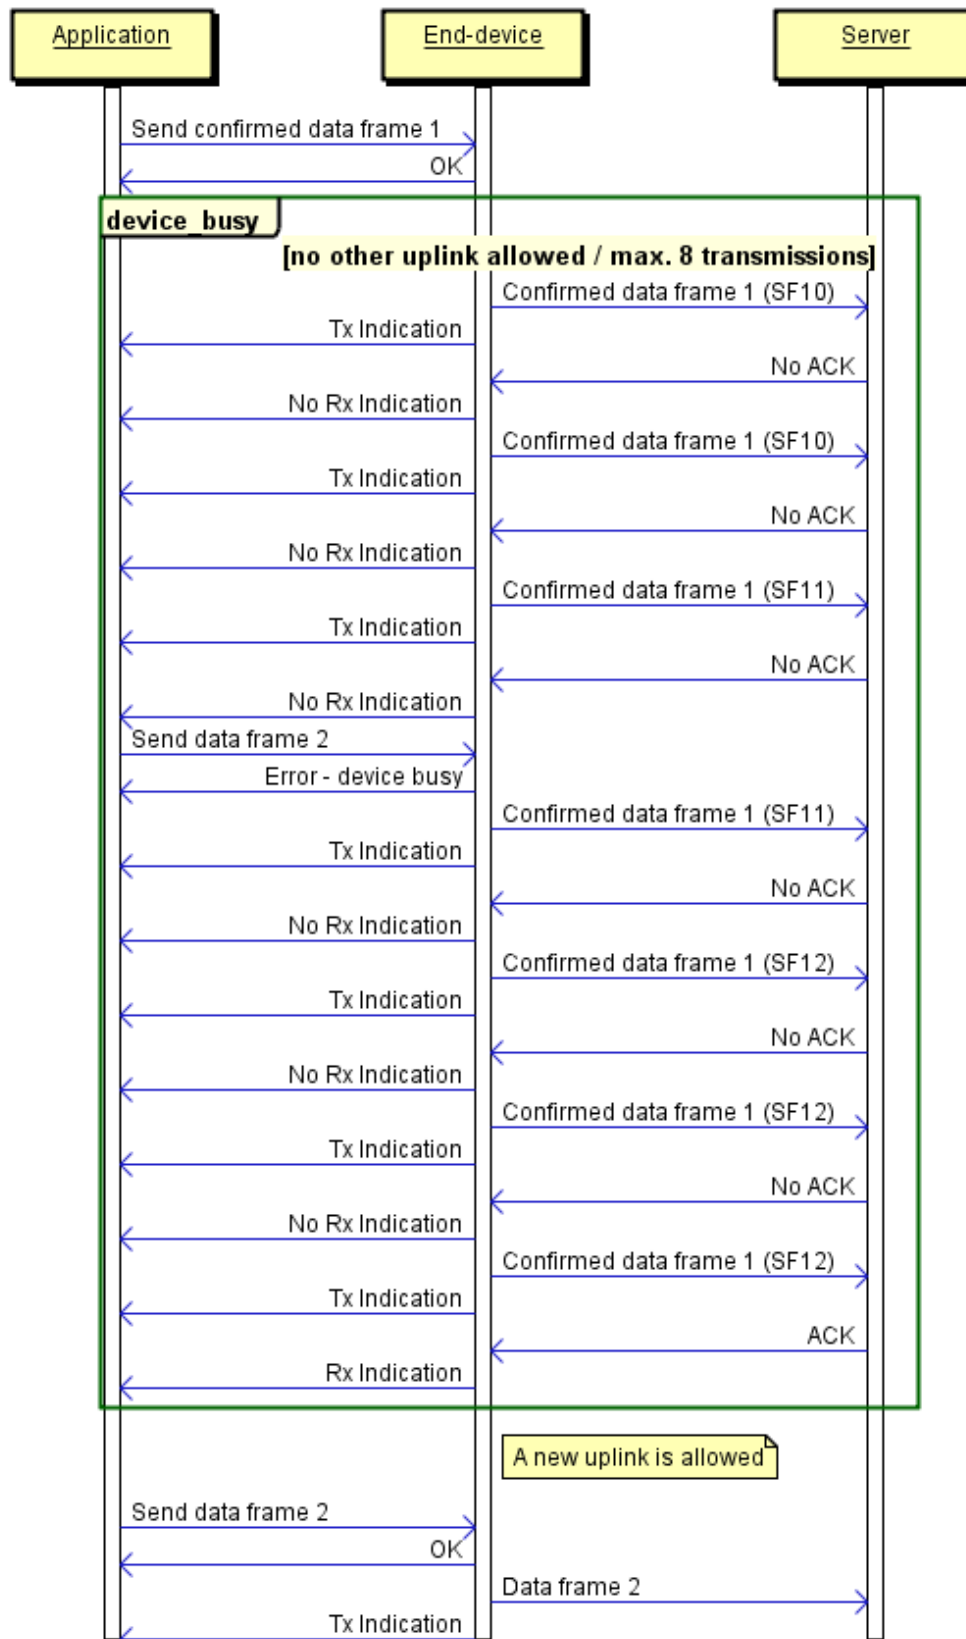 Application
End-device
Server
Send confirmed data frame 1
OK
device_busy
[no other uplink allowed / max. 8 transmissions]
Confirmed data frame 1 (SF10)
Tx Indication
No ACK
No Rx Indication
Confirmed data frame 1 (SF10)
Tx Indication
No ACK
No Rx Indication
Confirmed data frame 1 (SF11)
Tx Indication
No ACK
No Rx Indication
Send data frame 2
Error - device busy
Confirmed data frame 1 (SF11)
Tx Indication
No ACK
No Rx Indication
Confirmed data frame 1 (SF12)
Tx Indication
No ACK
No Rx Indication
Confirmed data frame 1 (SF12)
Tx Indication
No ACK
No Rx Indication
Confirmed data frame 1 (SF12)
Tx Indication
ACK
Rx Indication
A new uplink is allowed
Send data frame 2
OK
Data frame 2
Tx Indication